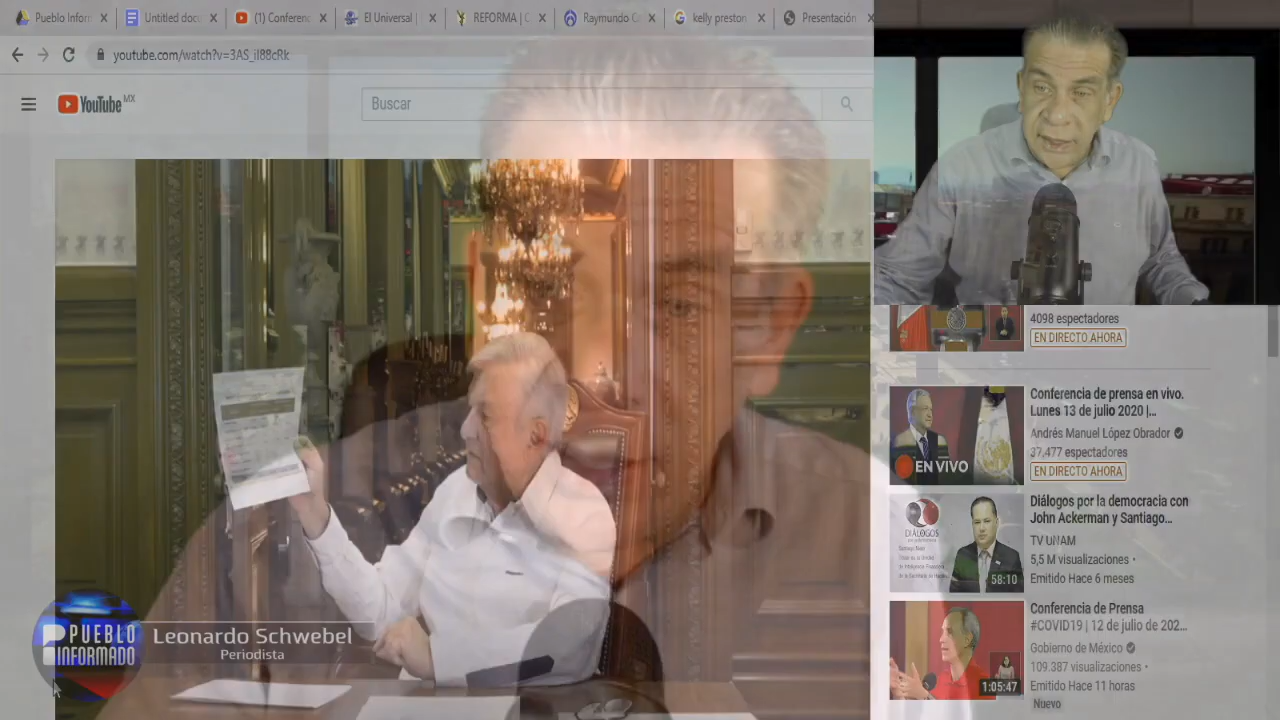 Pueblo Inform
Untitled doc
(1) Conferenc
El Universal |
REFORMA | C
Raymundo C
kelly preston
Presentación
youtube.com/watch?v=3AS_il88cRk
YouTube MX
Buscar
4098 espectadores
EN DIRECTO AHORA
Conferencia de prensa en vivo.
Lunes 13 de julio 2020 |...
Andrés Manuel López Obrador
37,477 espectadores
EN DIRECTO AHORA
EN VIVO
Diálogos por la democracia con
John Ackerman y Santiago...
TV UNAM
5,5 M visualizaciones •
Emitido Hace 6 meses
DIÁLOGOS
58:10
Conferencia de Prensa
#COVID19 | 12 de julio de 202...
Gobierno de México
109.387 visualizaciones •
Emitido Hace 11 horas
Nuevo
1:05:47
PUEBLO
INFORMADO
Leonardo Schwebel
Periodista